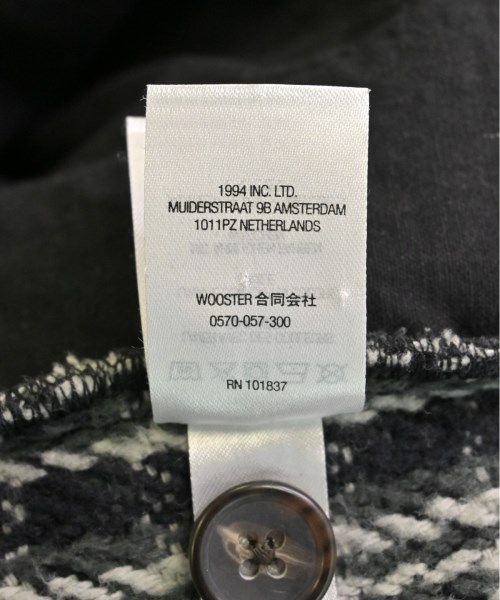 1994 INC. LTD.
MUIDERSTRAAT 9B AMSTERDAM
1011PZ NETHERLANDS
WOOSTER 合同会社
0570-057-300
RN 101837